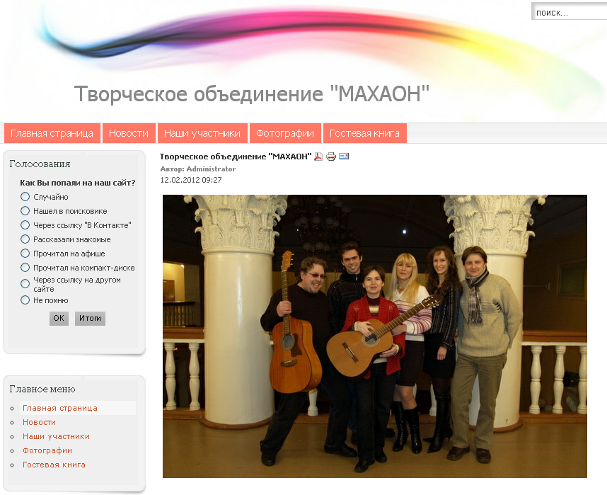 поиск...
Творческое объединение "МАХАОН"
Главная страница Новости Наши участники Фотографии Гостевая книга
Голосования
Как Вы попали на наш сайт?
Случайно
Нашел в поисковике
Через ссылку "В Контакте"
Рассказали знакомые
Прочитал на афише
Прочитал на компакт-диске
Через ссылку на другом
сайте
Не помню
OK Итоги
Главное меню
Главная страница
Новости
Наши участники
Фотографии
Гостевая книга
Творческое объединение "МАХАОН"
Автор: Administrator
12.02.2012 09:27